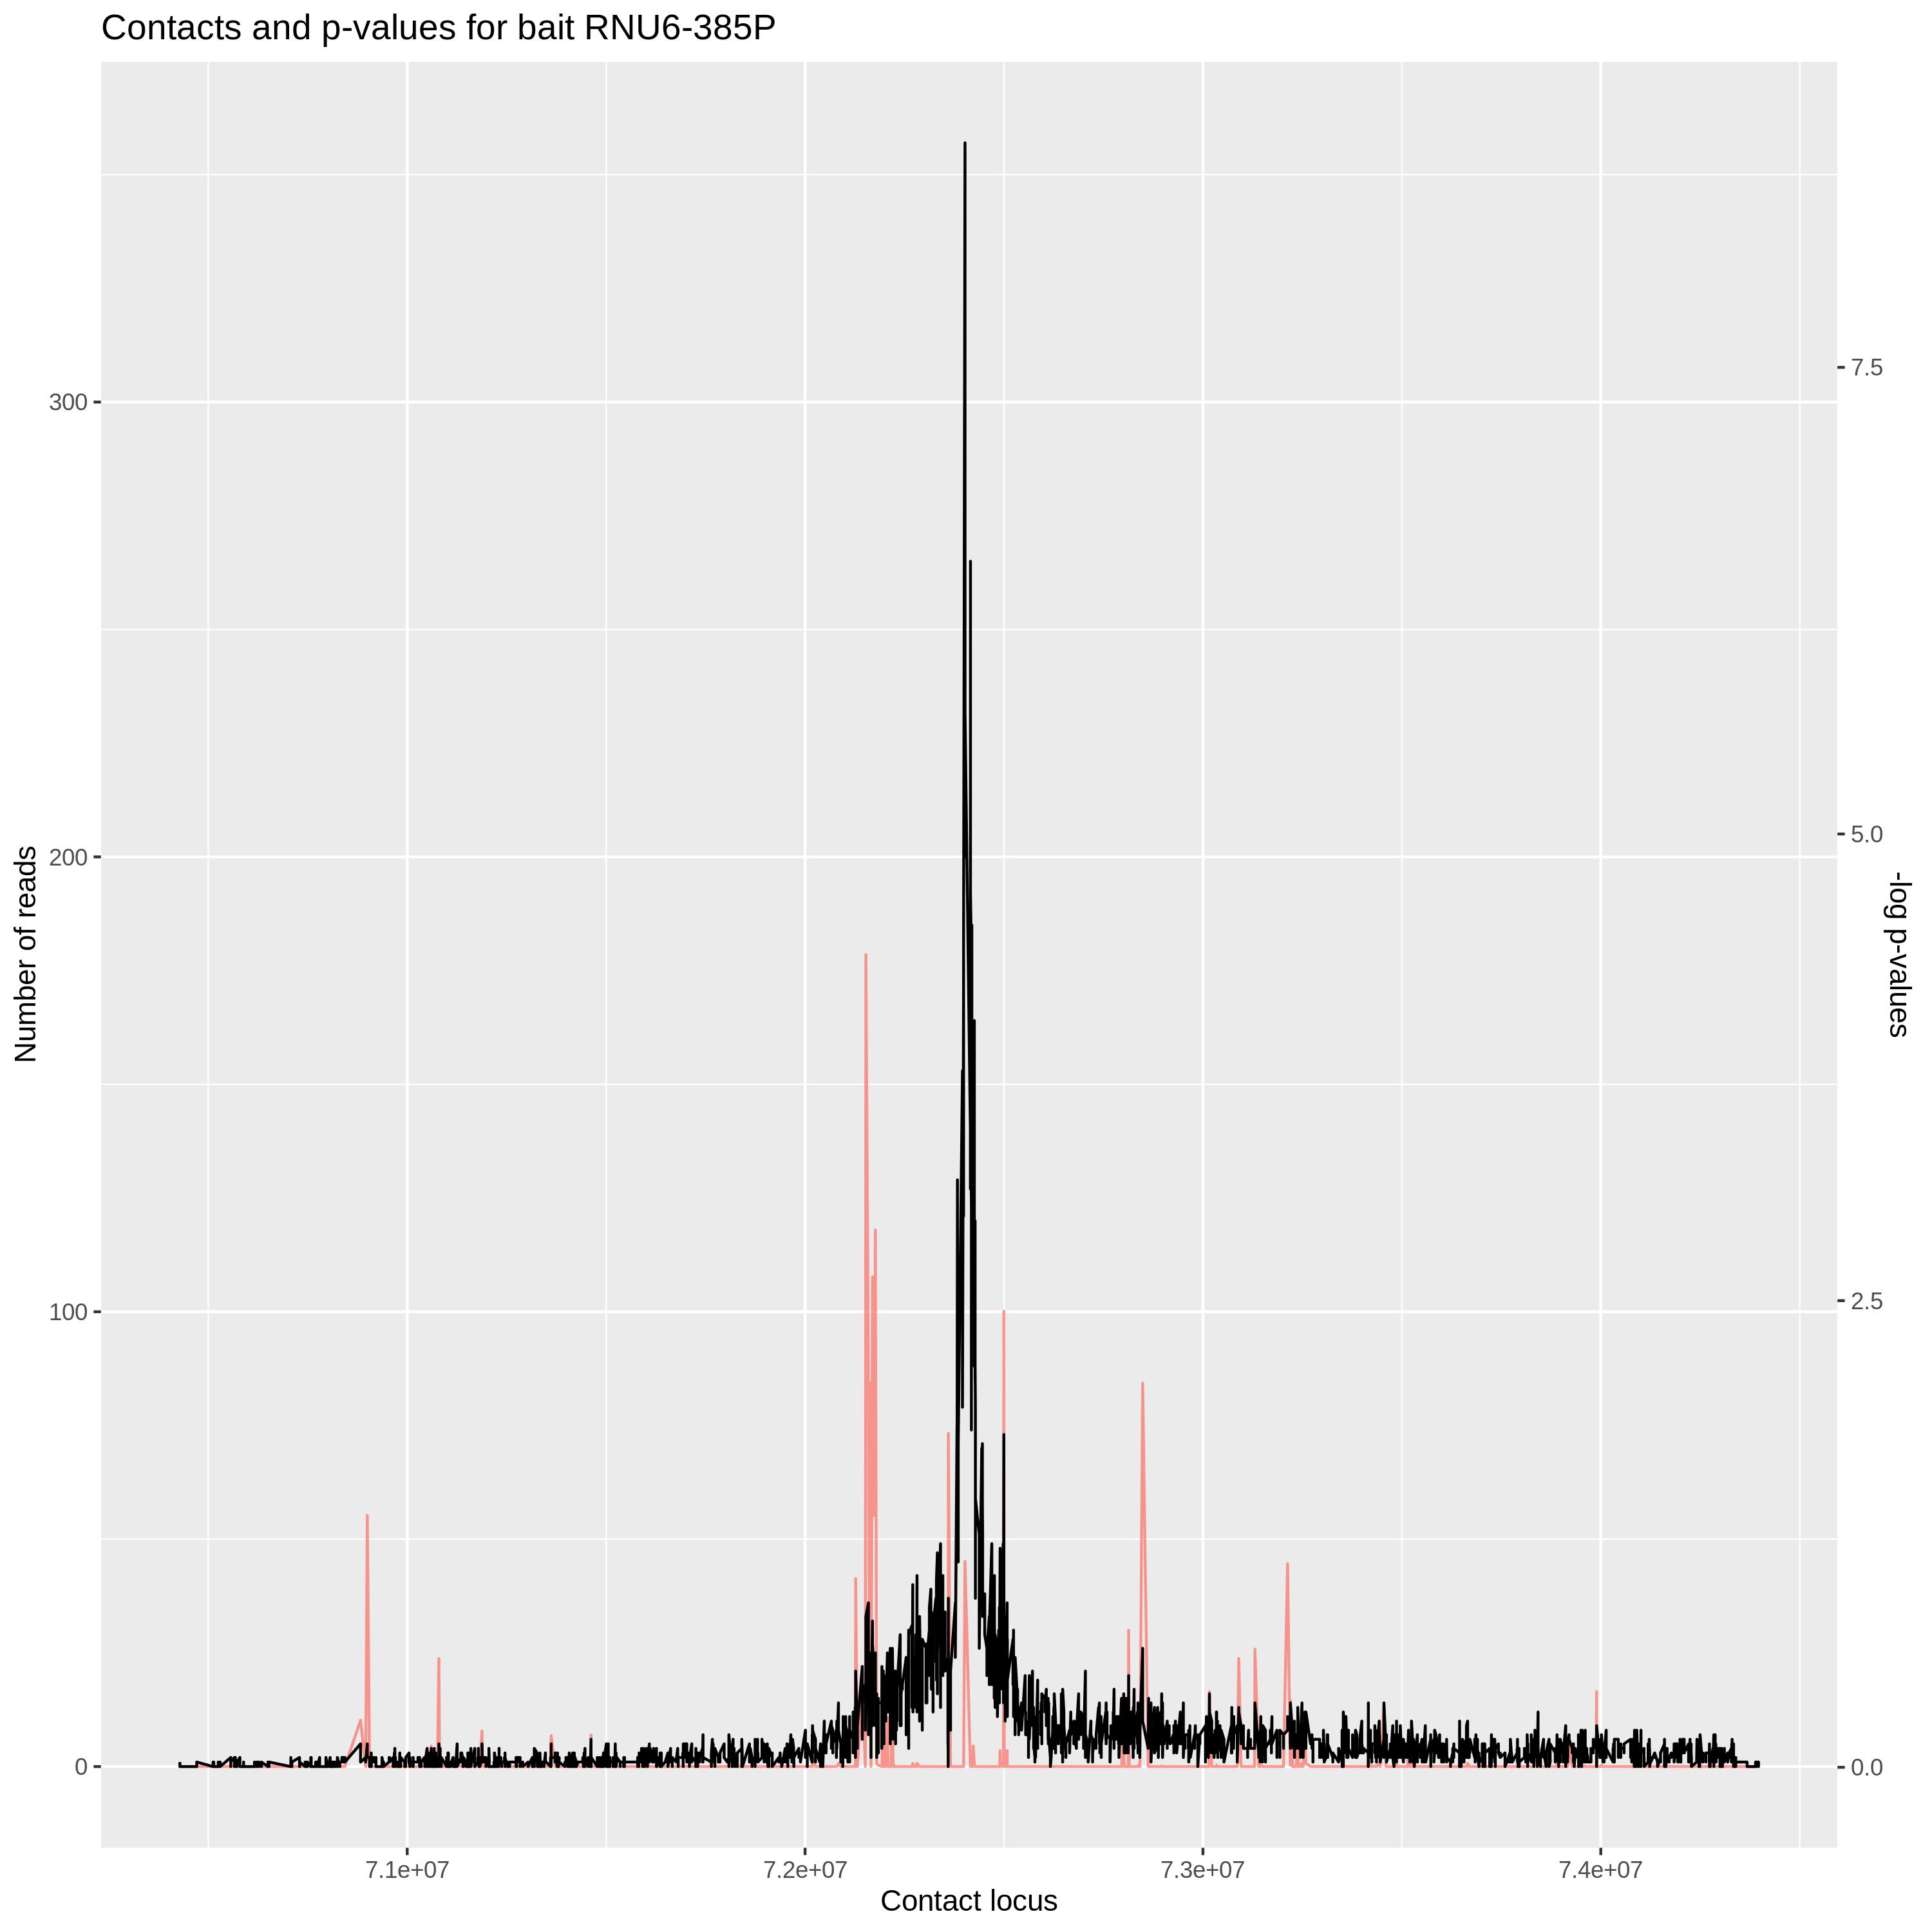 Contacts and p-values for bait RNU6-385P
Number of reads
300
200
100
0
7.5
5.0
2.5
0.0
-log p-values
7.1e+07
7.2e+07
7.3e+07
7.4e+07
Contact locus